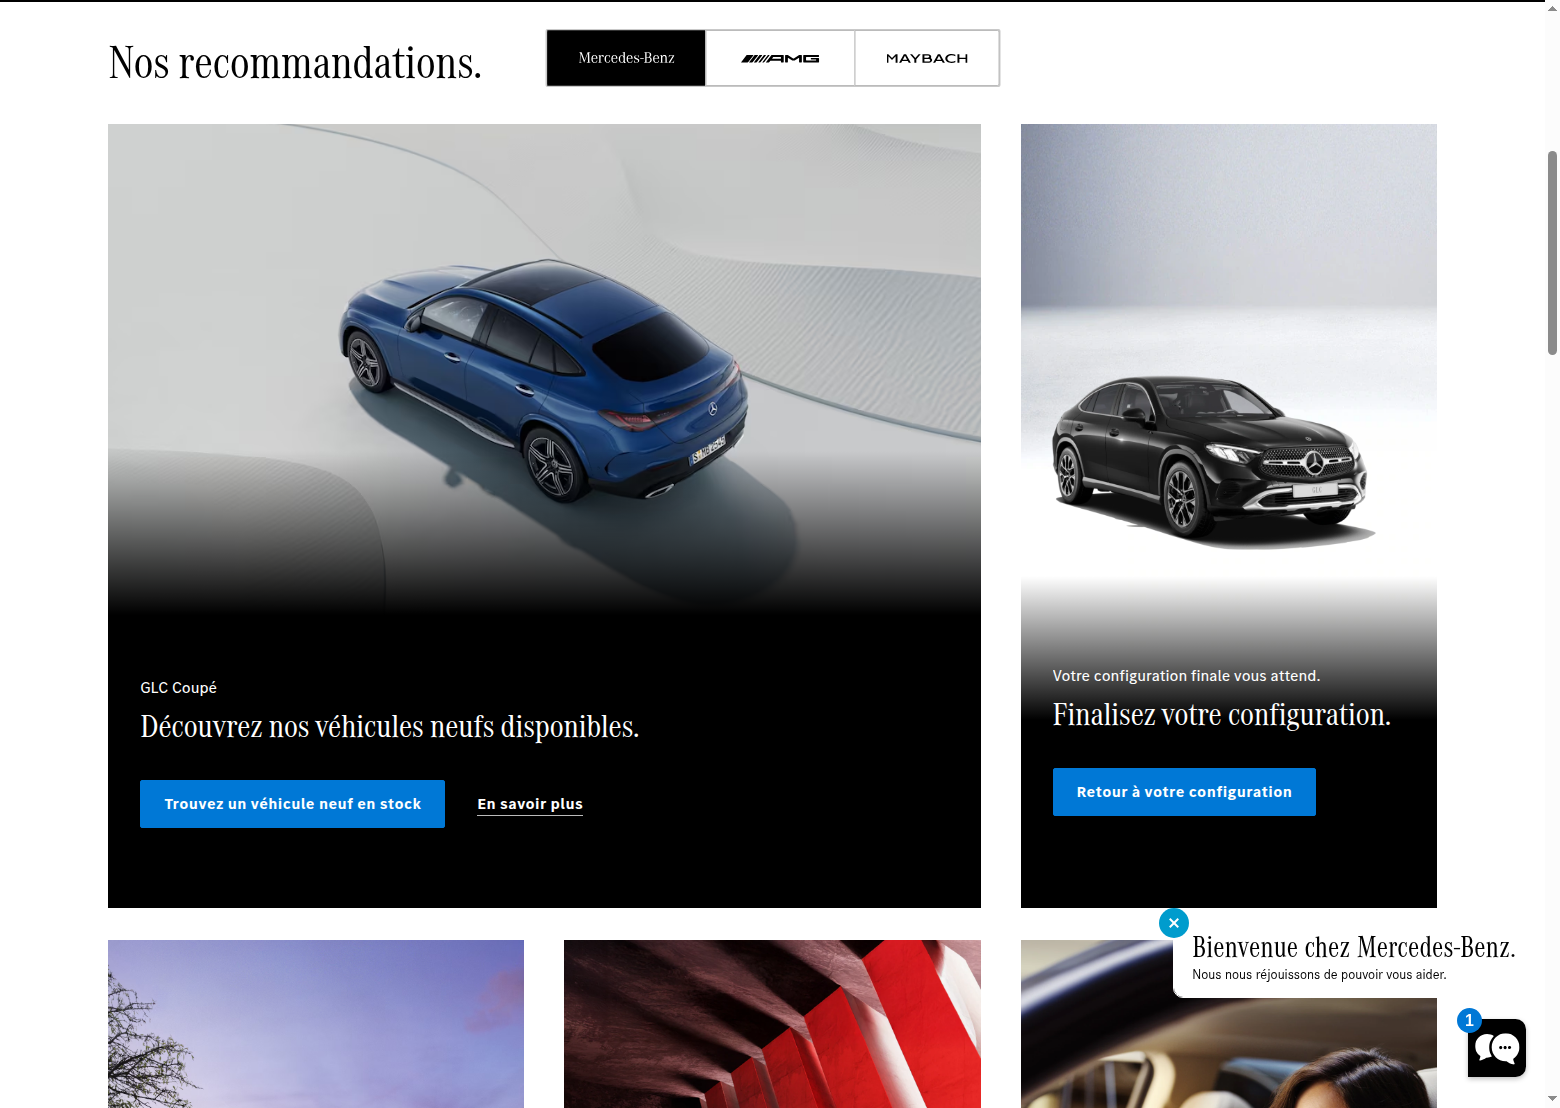 Nos recommandations.
Mercedes-Benz
AMG
MAYBACH
GLC Coupé
Découvrez nos véhicules neufs disponibles.
Trouvez un véhicule neuf en stock
En savoir plus
Votre configuration finale vous attend.
Finalisez votre configuration.
Retour à votre configuration
Bienvenue chez Mercedes-Benz.
Nous nous réjouissons de pouvoir vous aider.
1